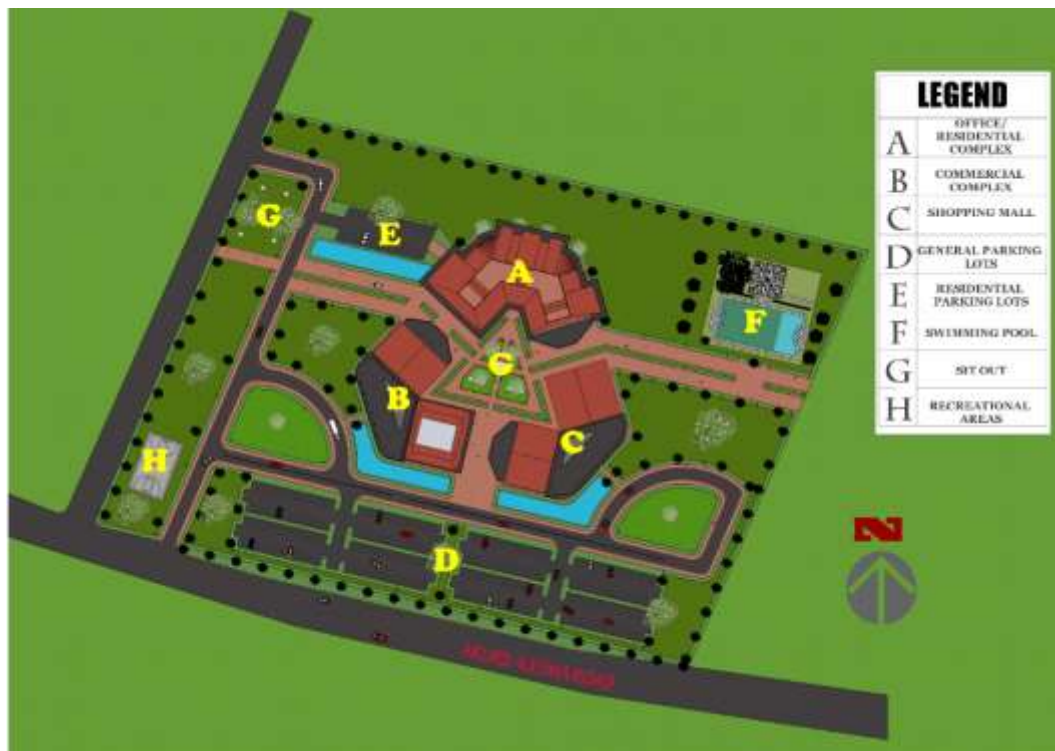 LEGEND
A
OFFICE/
RESIDENTIAL
COMPLEX
B
COMMERCIAL
COMPLEX
C
SHOPPING MALL
D
GENERAL PARKING
LOTS
E
RESIDENTIAL
PARKING LOTS
F
SWIMMING POOL
G
SIT OUT
H
RECREATIONAL
AREAS
G
E
A
F
G
B
C
H
D
N